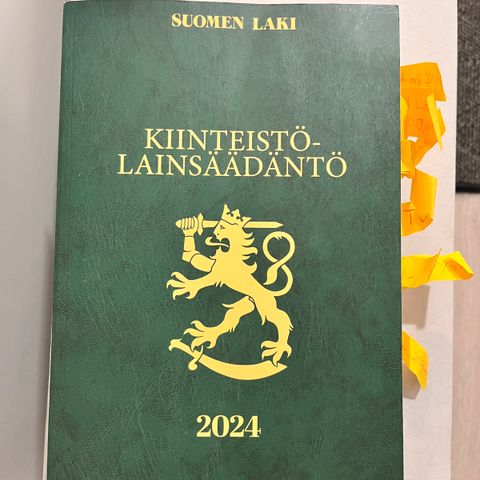 SUOMEN LAKI
KIINTEISTÖ-
LAINSÄÄDÄNTÖ
2024